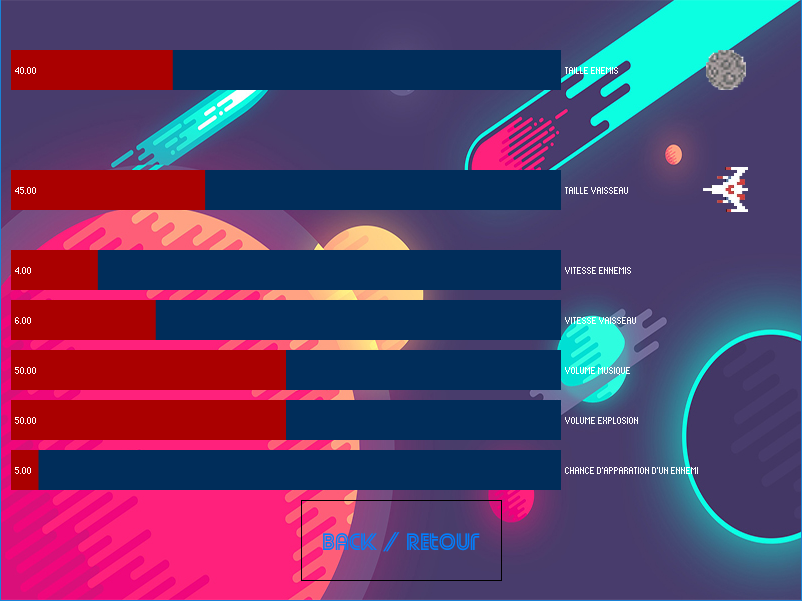 40.00 TAILLE ENEMIS
45.00 TAILLE VAISSEAU
4.00 VITESSE ENNEMIS
6.00 VITESSE VAISSEAU
50.00 VOLUME MUSIQUE
50.00 VOLUME EXPLOSION
5.00 CHANCE D'APPARATION D'UN ENNEMI
BACK / RETOUR